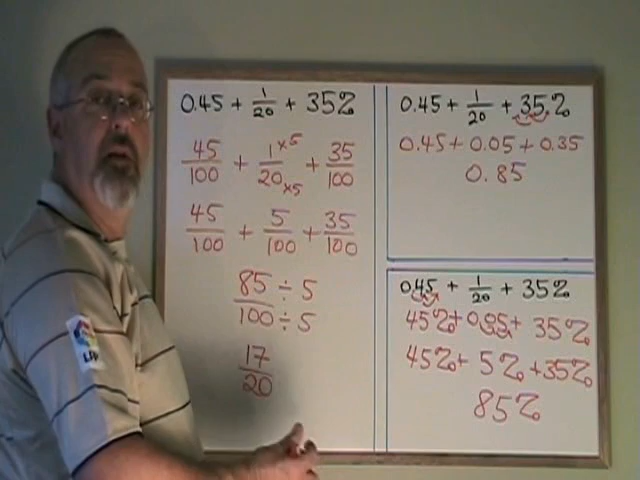 0.45 + 1/20 + 35%
45/100 + 1×5/20×5 + 35/100
45/100 + 5/100 + 35/100
85/100 ÷ 5/÷ 5
17/20
0.45 + 1/20 + 35%
0.45 + 0.05 + 0.35
0.85
0.45 + 1/20 + 35%
45% + 0.05 + 35%
45% + 5% + 35%
85%